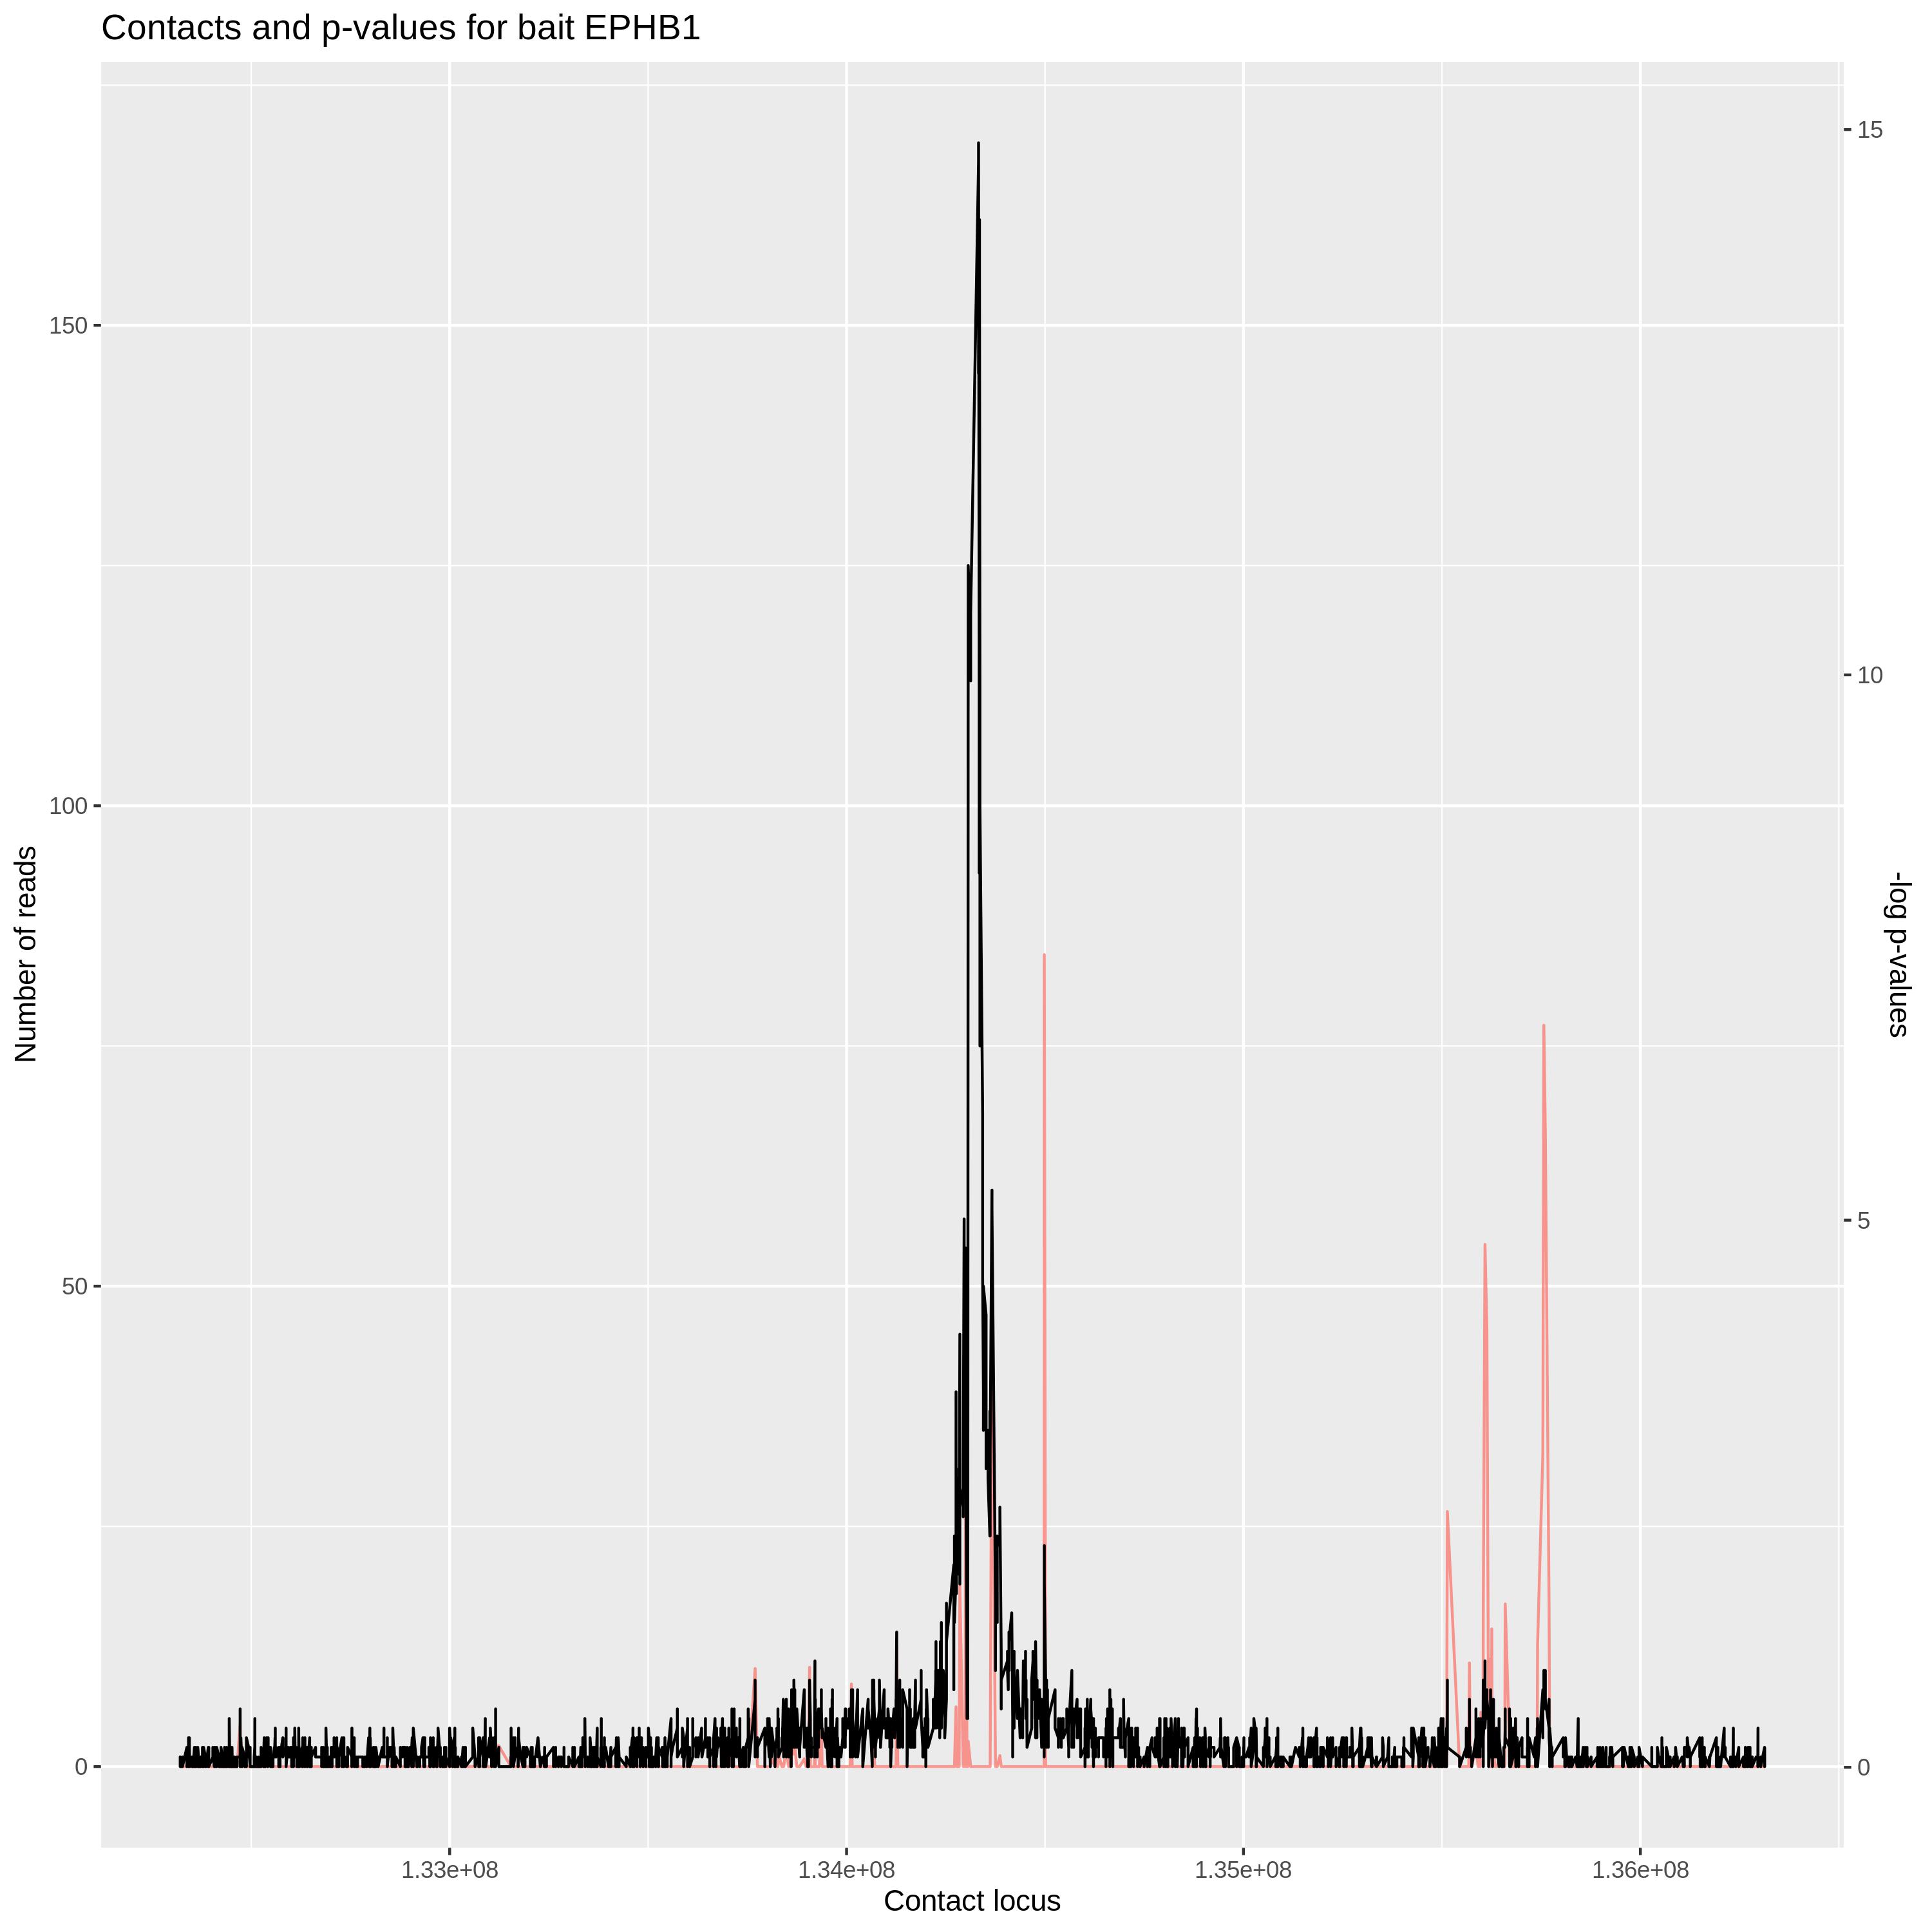 Contacts and p-values for bait EPHB1
Number of reads
150
100
50
0
15
10
5
0
-log p-values
1.33e+08
1.34e+08
1.35e+08
1.36e+08
Contact locus